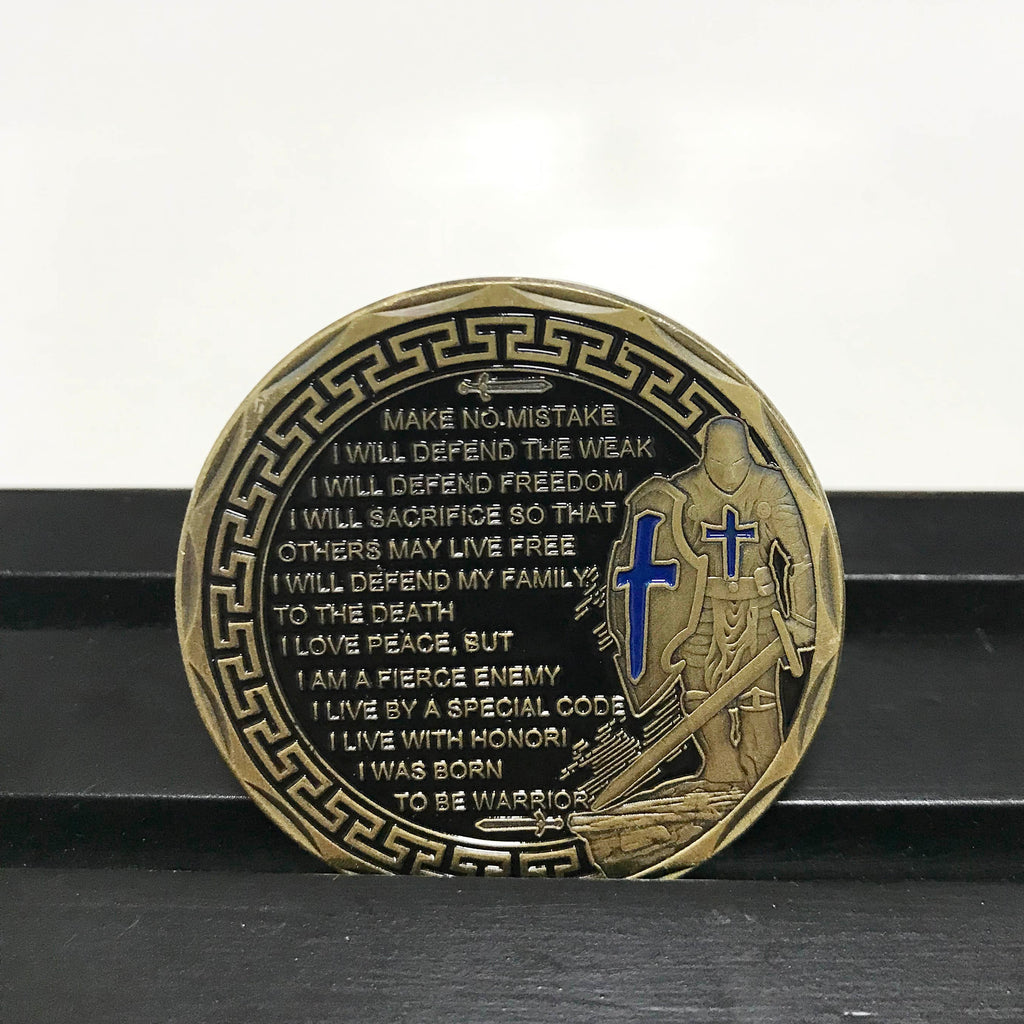 MAKE NO MISTAKE
I WILL DEFEND THE WEAK
I WILL DEFEND FREEDOM
I WILL SACRIFICE SO THAT
OTHERS MAY LIVE FREE
I WILL DEFEND MY FAMILY
TO THE DEATH
I LOVE PEACE, BUT
I AM A FIERCE ENEMY
I LIVE BY A SPECIAL CODE
I LIVE WITH HONORI
I WAS BORN
TO BE WARRIOR